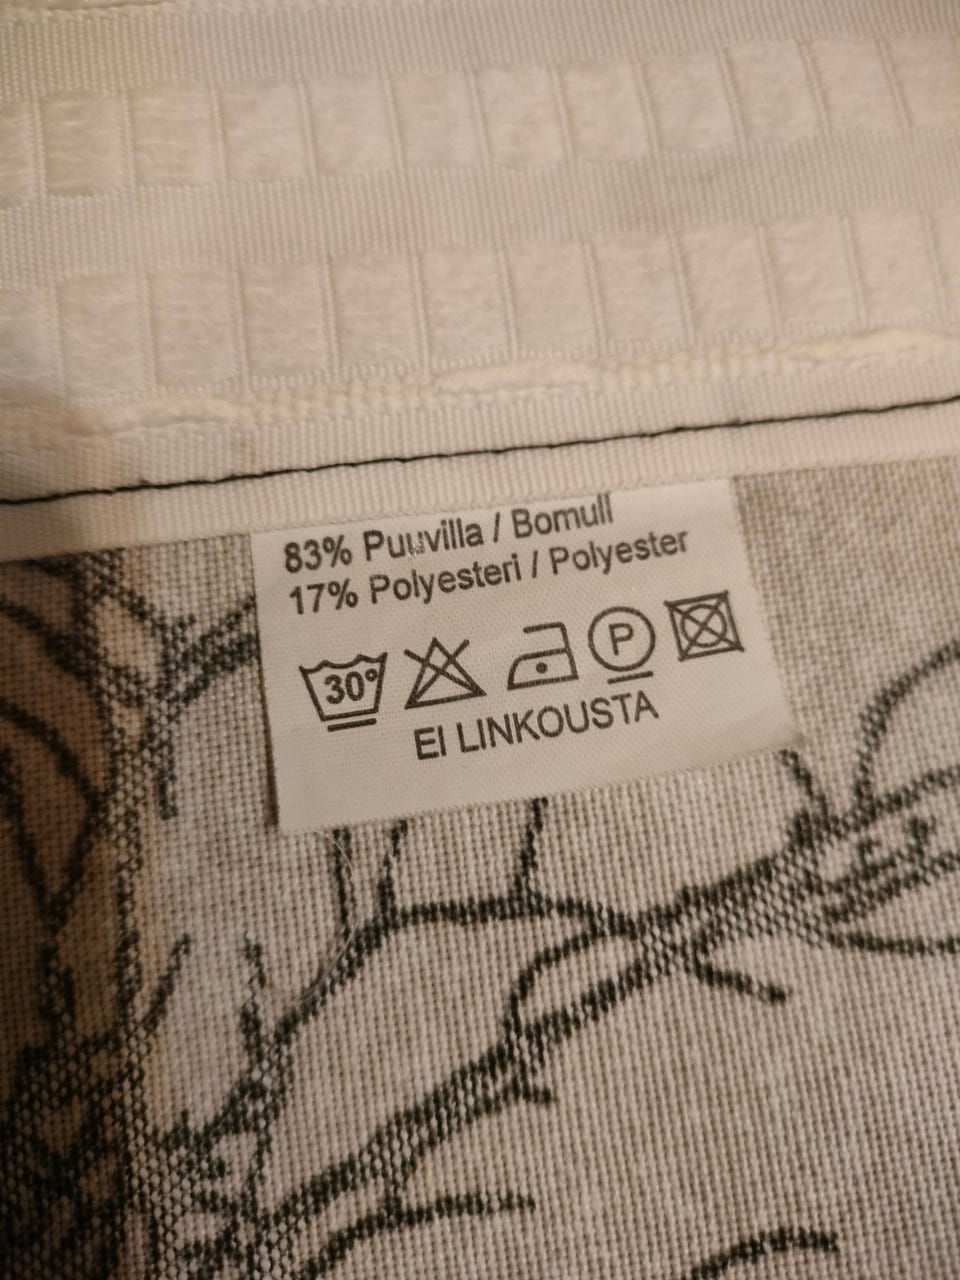 83% Puuvilla / Bomull
17% Polyesteri / Polyester
30° P
EI LINKOUSTA